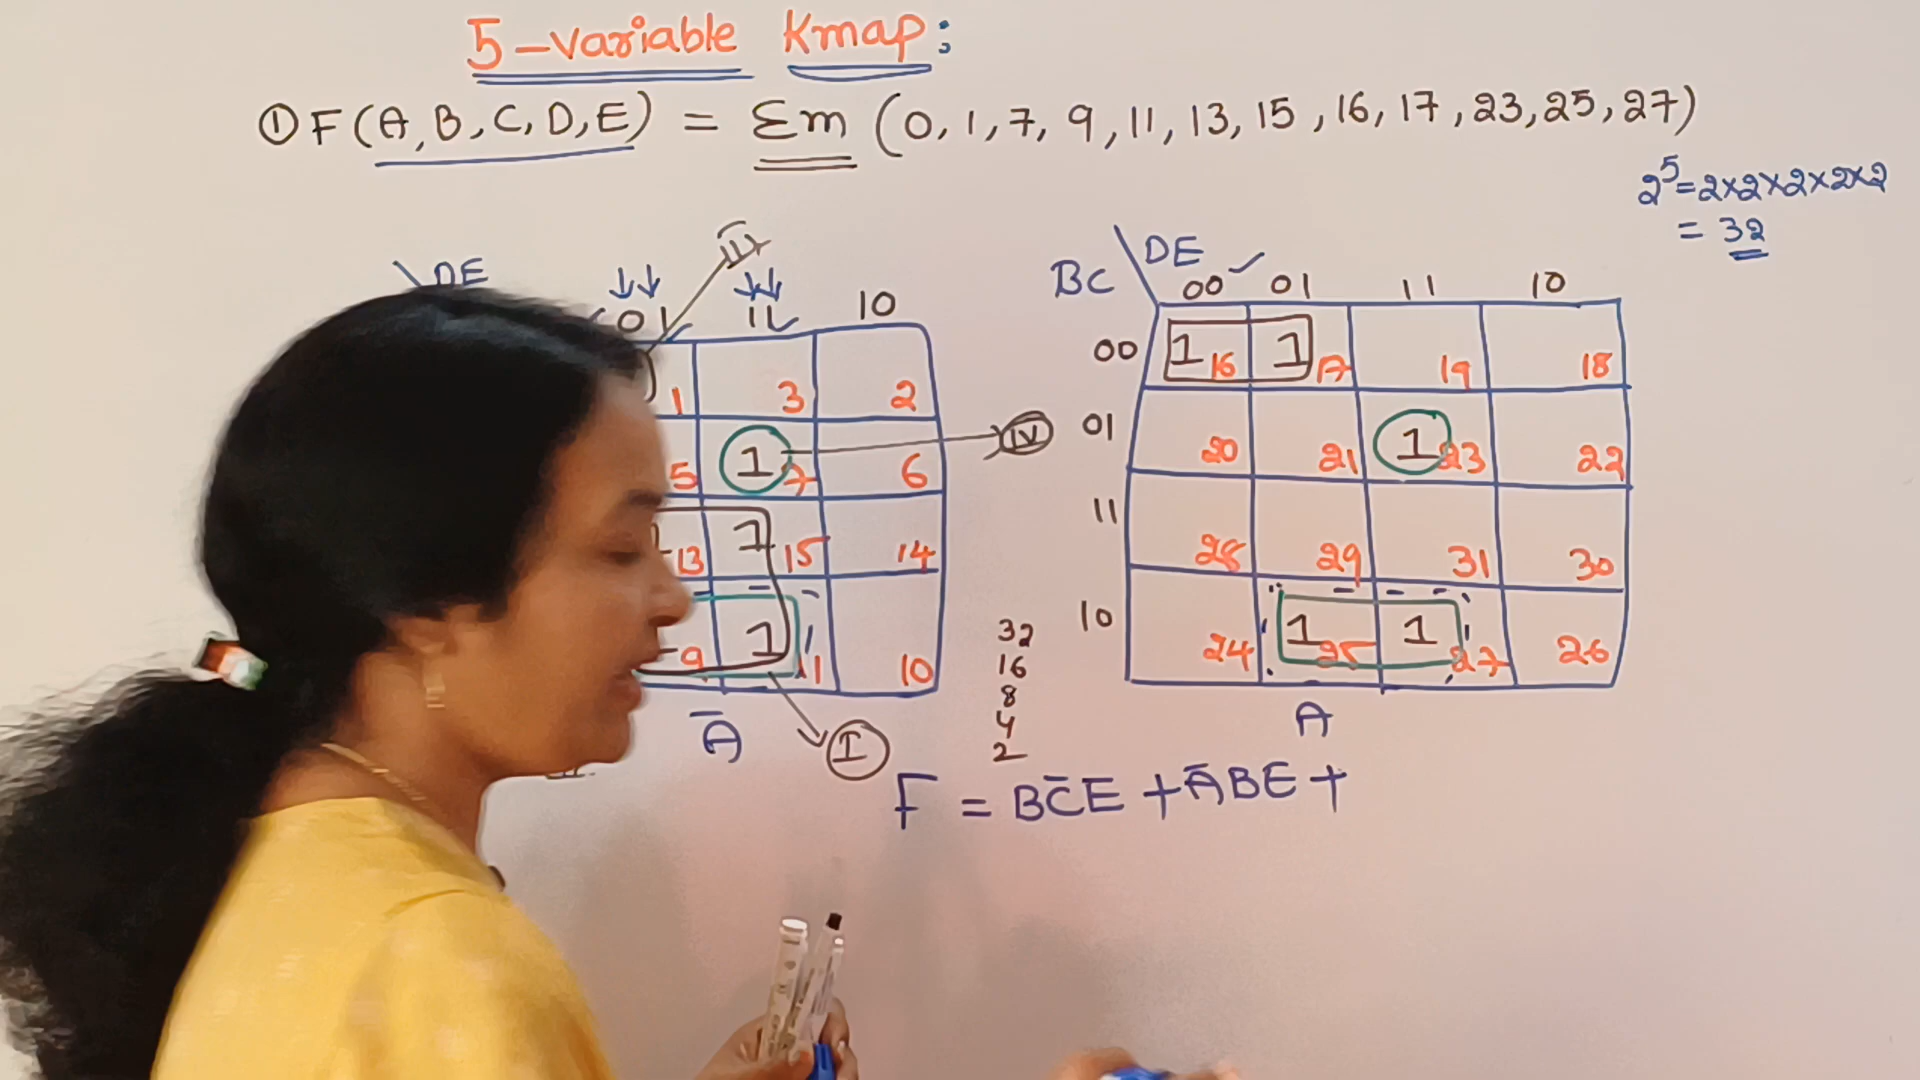 5-Variable Kmap:
① F(A,B,C,D,E) = Σm (0,1,7,9,11,13,15,16,17,23,25,27)
2^5=2×2×2×2×2
= 32
DE
01 11 10
III
1 3 2
5 1 7 6
IV
13 1 15 14
9 1 11 10
Ā
I
32
16
8
4
2
BC DE
00 01 11 10
00 1 16 1 17 19 18
01 20 21 1 23 22
11 28 29 31 30
10 24 1 25 1 27 26
A
F = BC̄E + ĀBE +